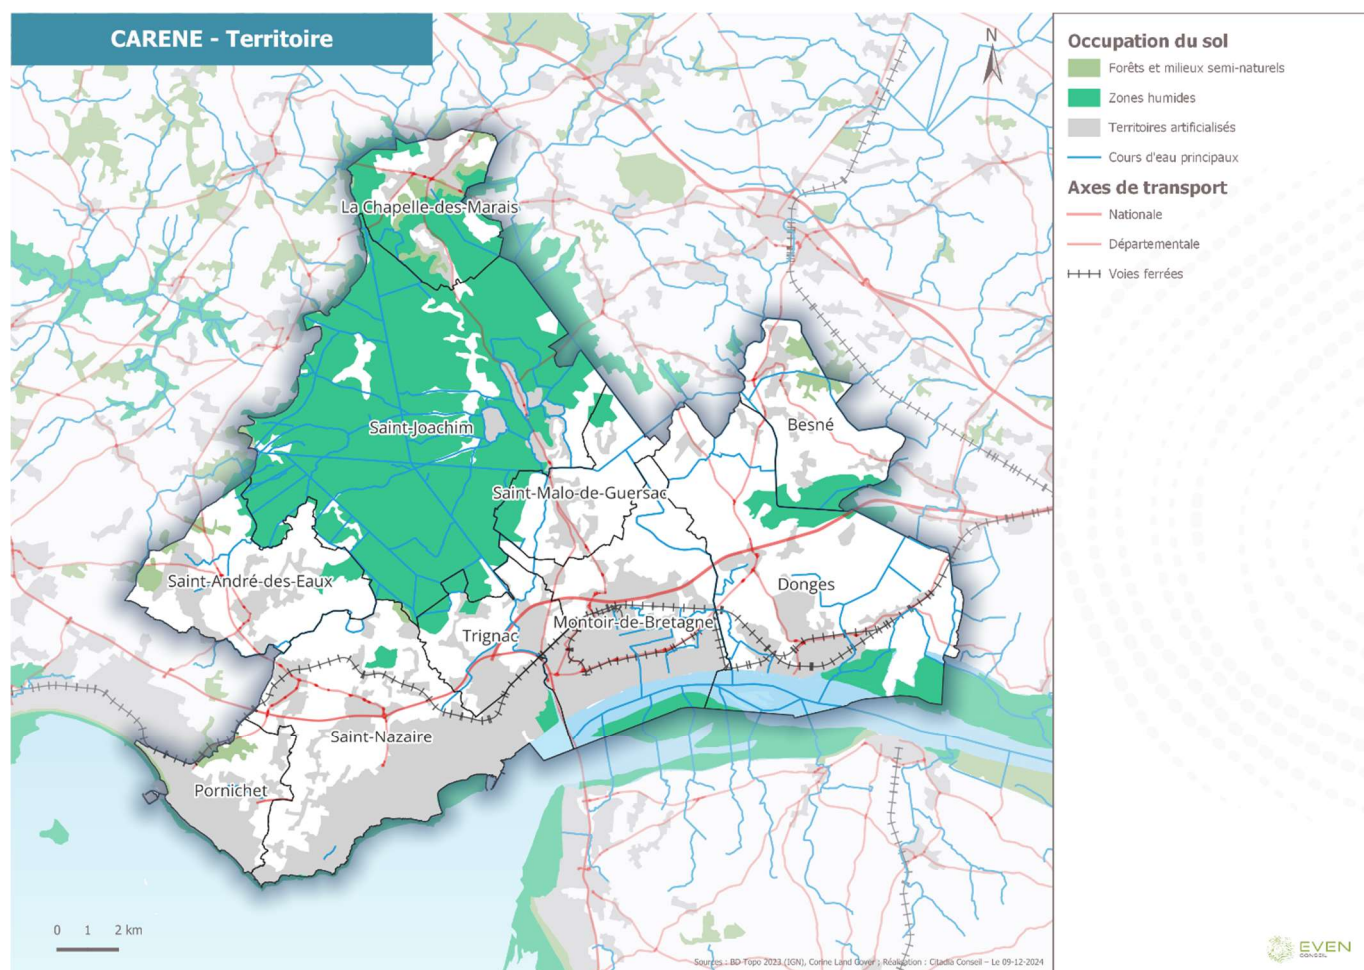 CARENE - Territoire
N
La Chapelle-des-Marais
Saint-Joachim
Besné
Saint-Malo-de-Guersac
Saint-André-des-Eaux
Donges
Montoir-de-Bretagne
Trignac
Saint-Nazaire
Pornichet
0 1 2 km
Sources : BD Topo 2023 (IGN), Corine Land Cover ; Réalisation : Citadia Conseil – Le 09-12-2024
Occupation du sol
Forêts et milieux semi-naturels
Zones humides
Territoires artificialisés
Cours d'eau principaux
Axes de transport
Nationale
Départementale
Voies ferrées
EVEN
CONSEIL